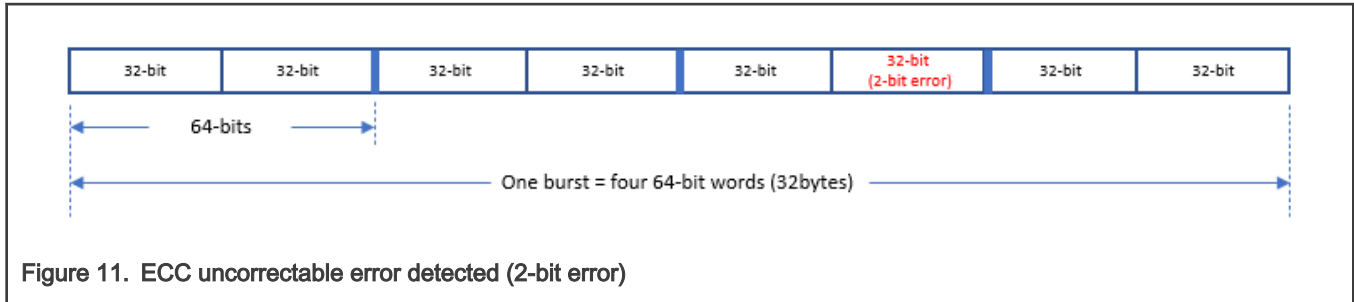 32-bit 32-bit 32-bit 32-bit 32-bit 32-bit 32-bit 32-bit
(2-bit error)
64-bits
One burst = four 64-bit words (32bytes)
Figure 11. ECC uncorrectable error detected (2-bit error)